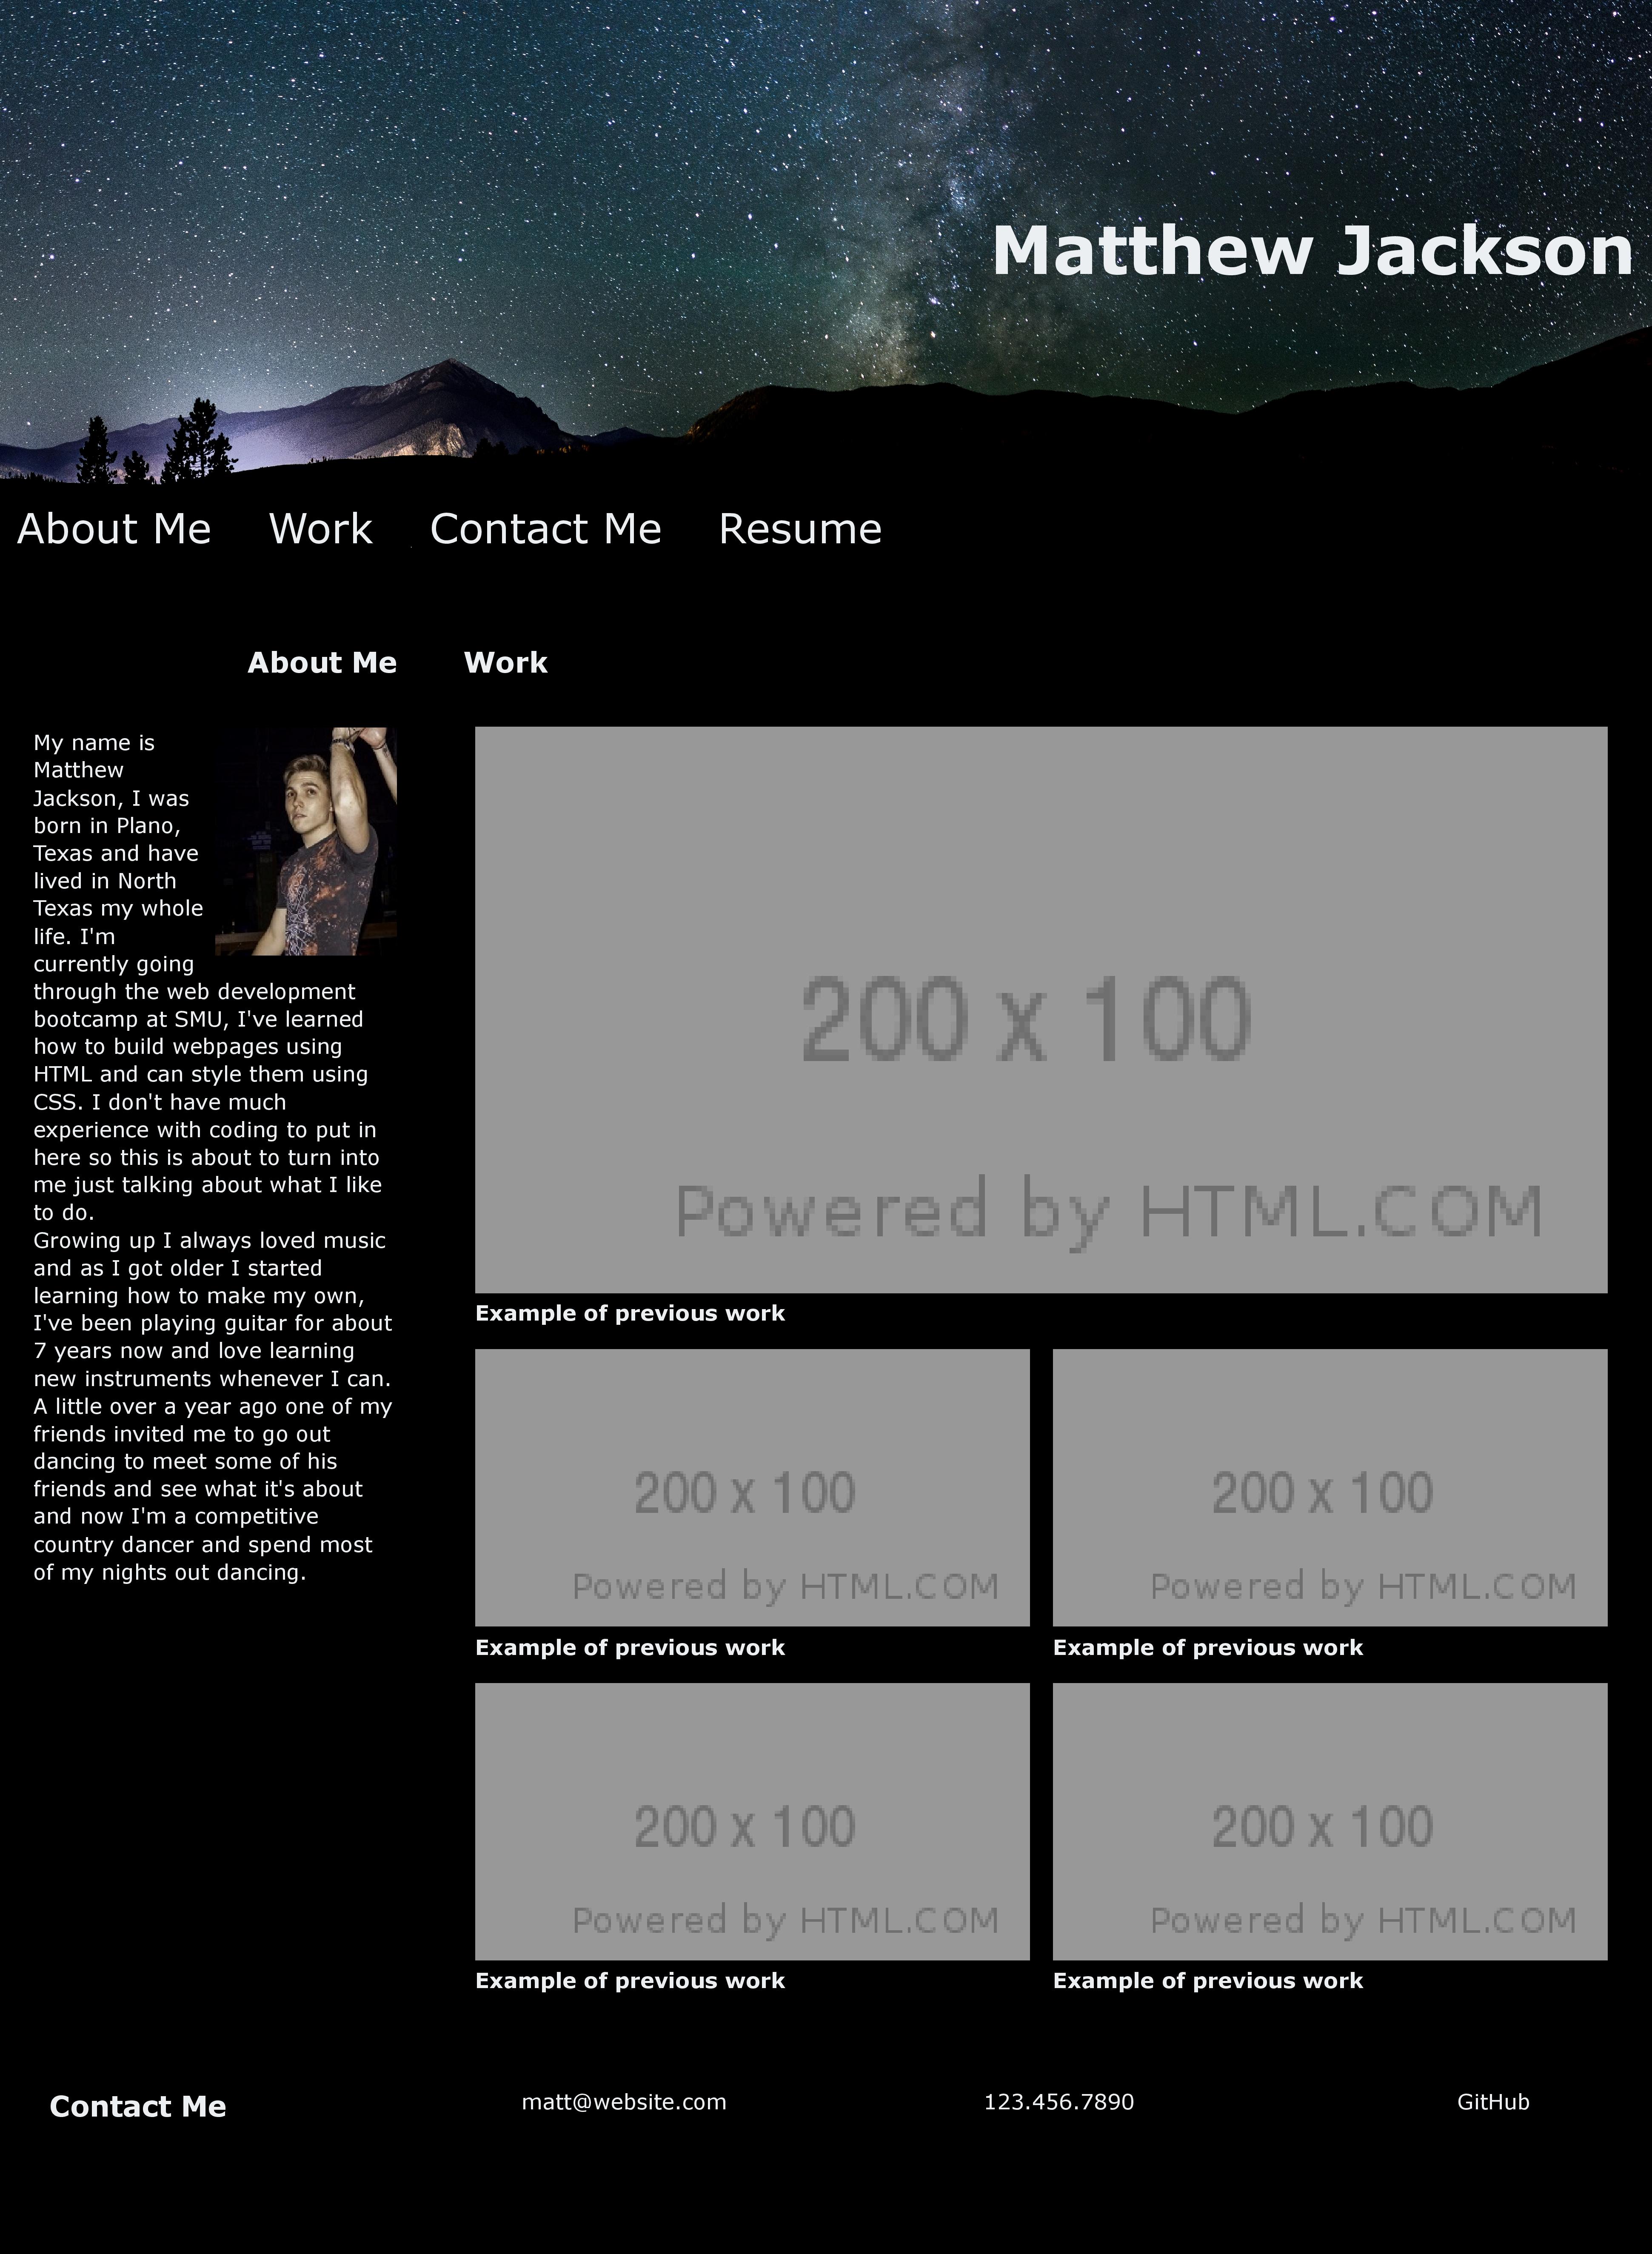 Matthew Jackson
About Me Work Contact Me Resume
About Me
My name is
Matthew
Jackson, I was
born in Plano,
Texas and have
lived in North
Texas my whole
life. I'm
currently going
through the web development
bootcamp at SMU, I've learned
how to build webpages using
HTML and can style them using
CSS. I don't have much
experience with coding to put in
here so this is about to turn into
me just talking about what I like
to do.
Growing up I always loved music
and as I got older I started
learning how to make my own,
I've been playing guitar for about
7 years now and love learning
new instruments whenever I can.
A little over a year ago one of my
friends invited me to go out
dancing to meet some of his
friends and see what it's about
and now I'm a competitive
country dancer and spend most
of my nights out dancing.
Work
200 x 100
Powered by HTML.COM
Example of previous work
200 x 100
Powered by HTML.COM
Example of previous work
200 x 100
Powered by HTML.COM
Example of previous work
200 x 100
Powered by HTML.COM
Example of previous work
200 x 100
Powered by HTML.COM
Example of previous work
Contact Me
matt@website.com
123.456.7890
GitHub